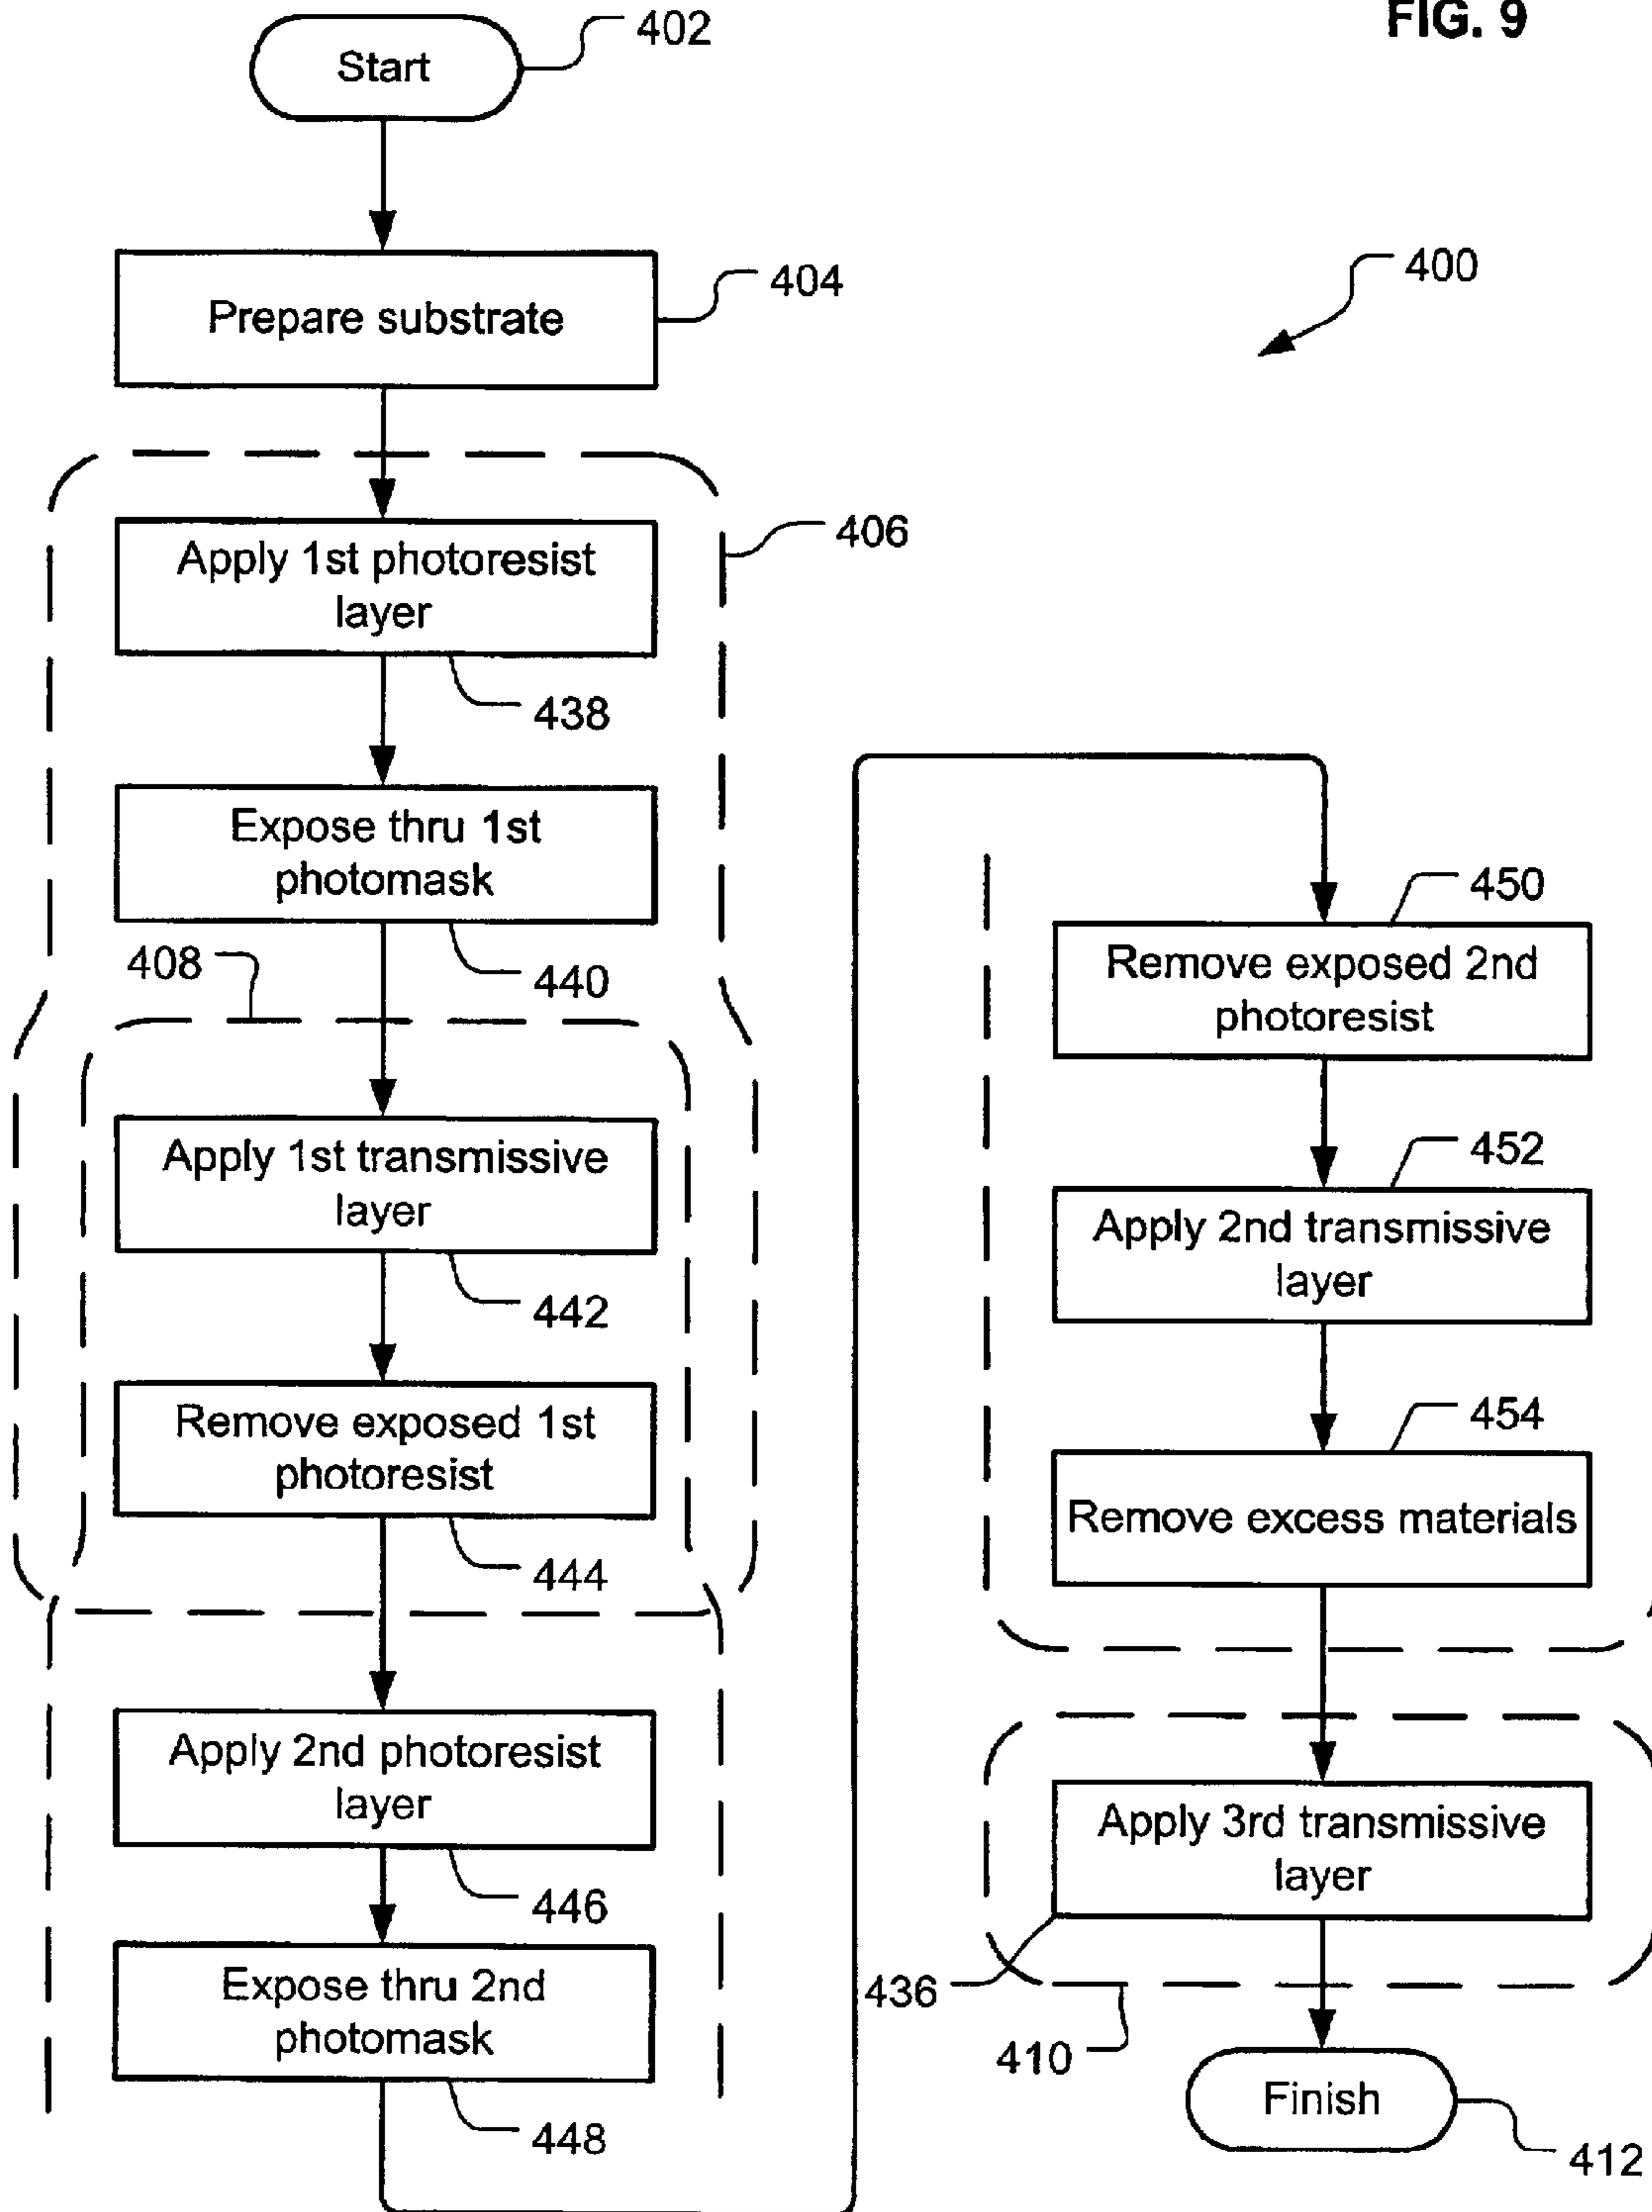 FIG. 9
Start
402
Prepare substrate
404
400
406
Apply 1st photoresist
layer
438
Expose thru 1st
photomask
440
408
Apply 1st transmissive
layer
442
Remove exposed 1st
photoresist
444
Apply 2nd photoresist
layer
446
Expose thru 2nd
photomask
448
450
Remove exposed 2nd
photoresist
452
Apply 2nd transmissive
layer
454
Remove excess materials
Apply 3rd transmissive
layer
436
410
Finish
412